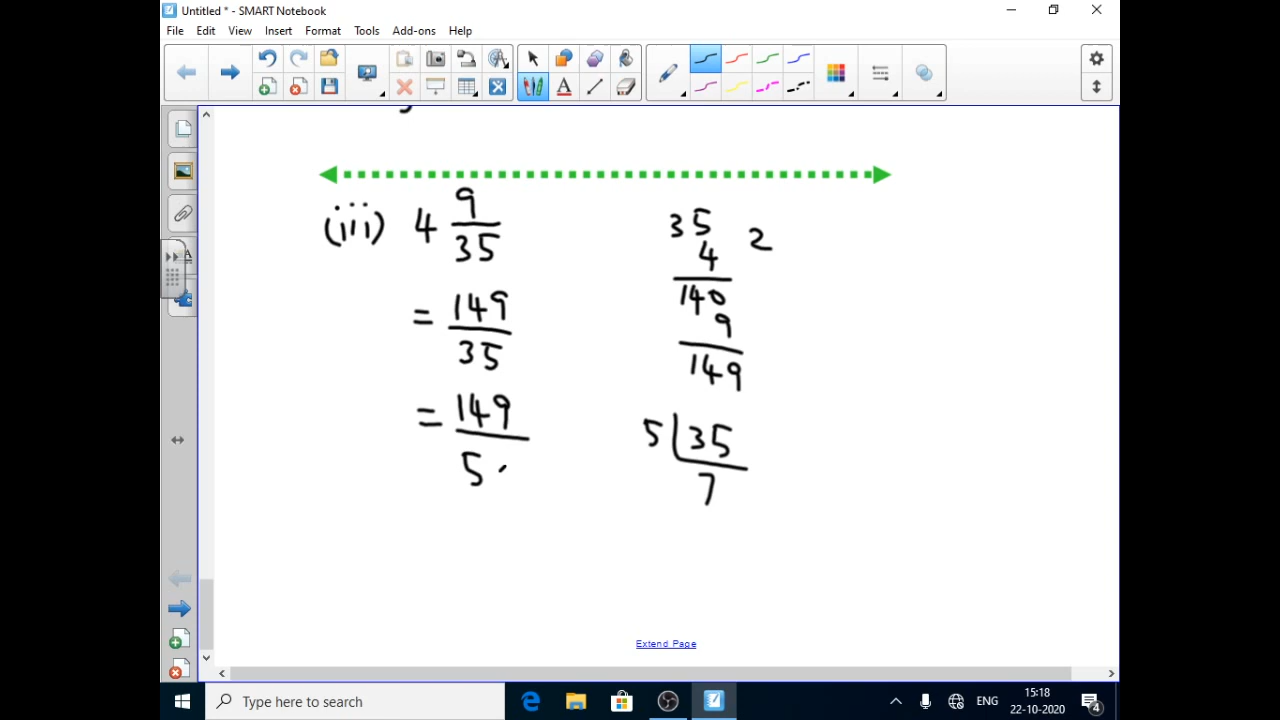 Untitled * - SMART Notebook
File Edit View Insert Format Tools Add-ons Help
(iii) 4 9/35
= 149/35
= 149/5 ·
35 2
4
140
9
149
5 35
7
Extend Page
Type here to search
ENG
15:18
22-10-2020
4